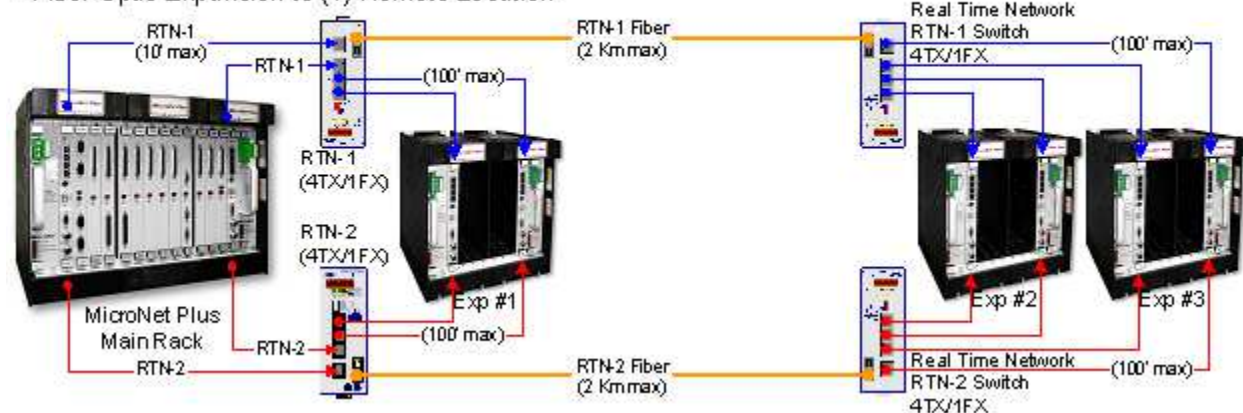 Fiber Optic Expansion to (1) Remote Location
RTN-1
(10' max)
RTN-1
(100' max)
RTN-1 Fiber
(2 Km max)
Real Time Network
RTN-1 Switch
4TX/1FX
(100' max)
RTN-1
(4TX/1FX)
RTN-2
(4TX/1FX)
MicroNet Plus
Main Rack
RTN-2
RTN-2
(100' max)
Exp #1
RTN-2 Fiber
(2 Km max)
Exp #2
Exp #3
Real Time Network
RTN-2 Switch
4TX/1FX
(100' max)